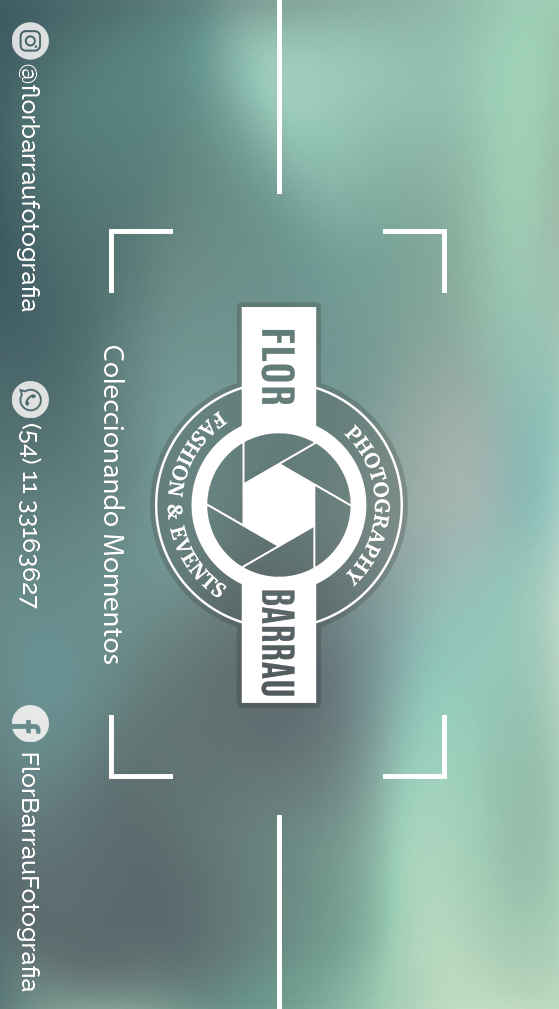 PHOTOGRAPHY
FLOR BARRAU
FASHION & EVENTS
Coleccionando Momentos
@florbarraufotografia
(54) 11 33163627
FlorBarrauFotografia